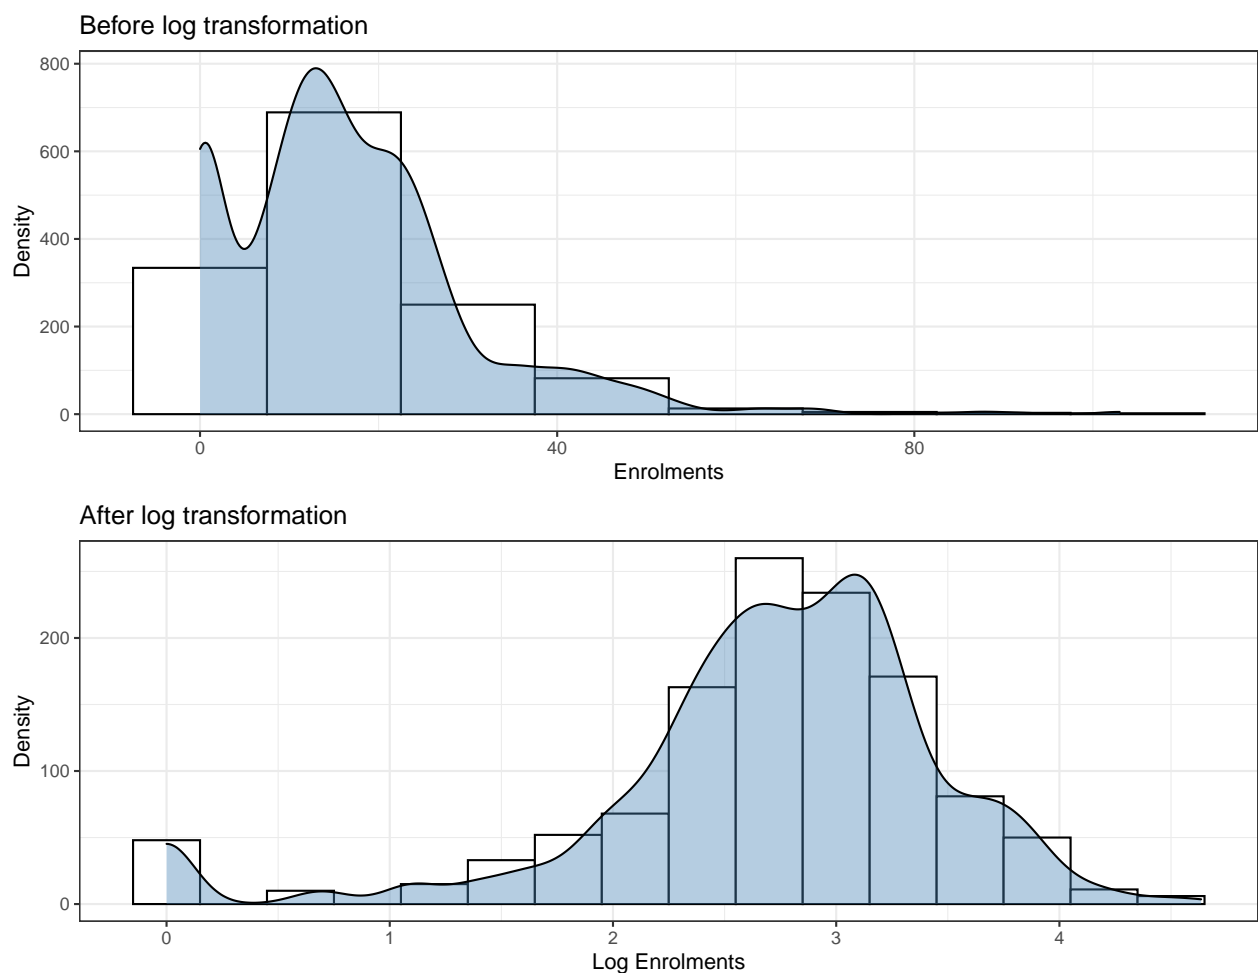 Before log transformation
800
600
400
200
0
Density
0 40 80
Enrolments
After log transformation
200
100
0
Density
0 1 2 3 4
Log Enrolments